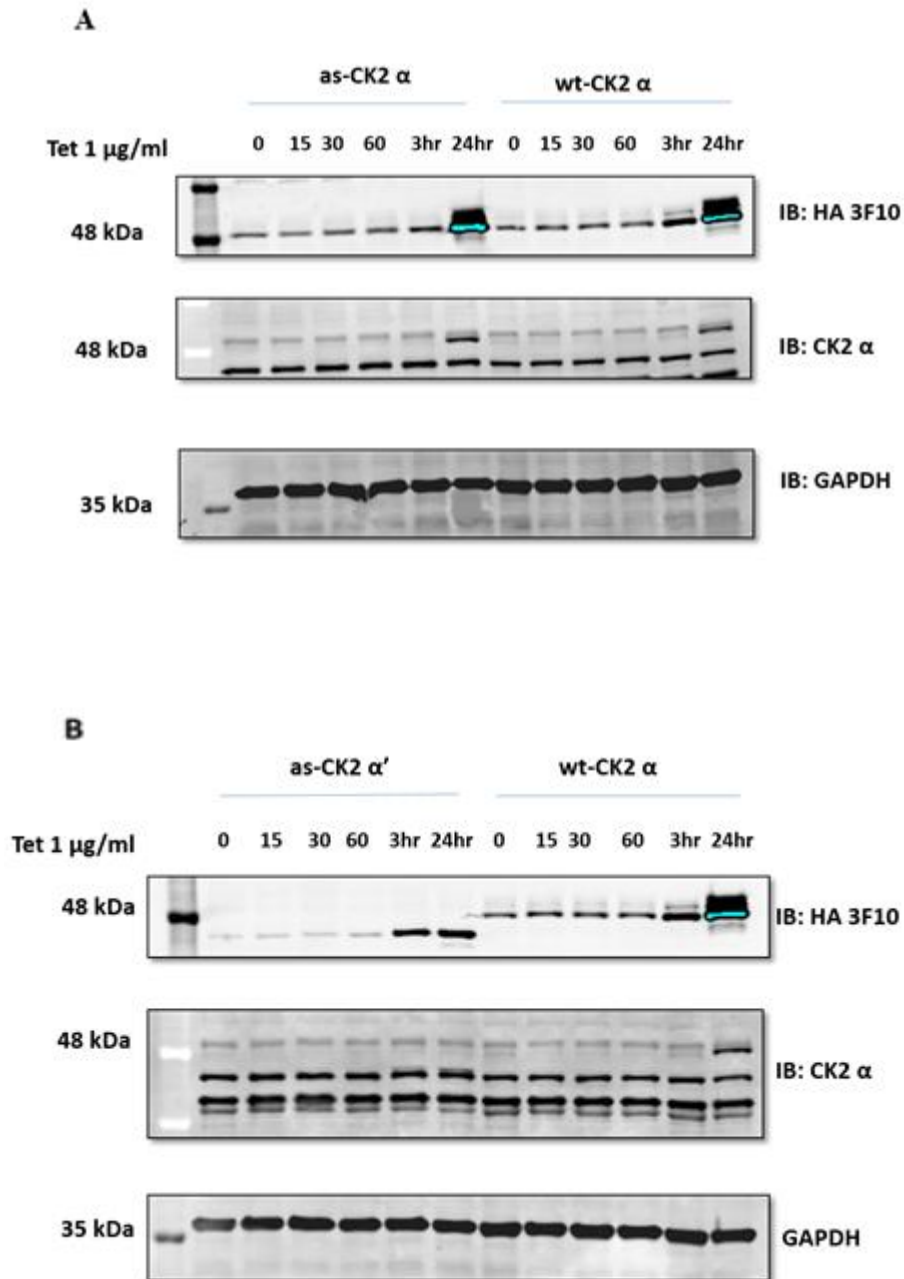 A
as-CK2 α wt-CK2 α
Tet 1 µg/ml 0 15 30 60 3hr 24hr 0 15 30 60 3hr 24hr
48 kDa IB: HA 3F10
48 kDa IB: CK2 α
35 kDa IB: GAPDH
B
as-CK2 α′ wt-CK2 α
Tet 1 µg/ml 0 15 30 60 3hr 24hr 0 15 30 60 3hr 24hr
48 kDa IB: HA 3F10
48 kDa IB: CK2 α
35 kDa GAPDH